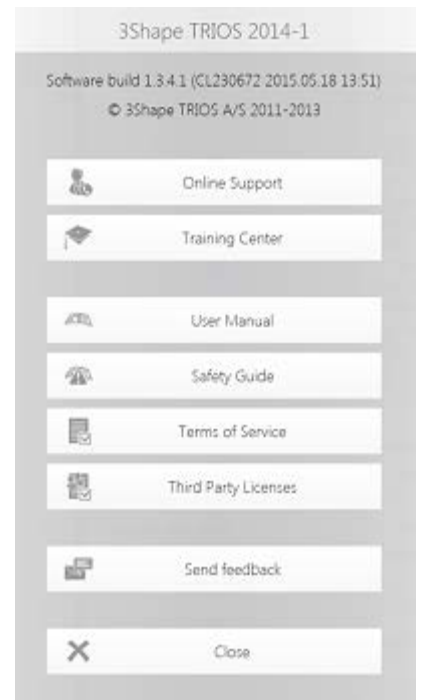 3Shape TRIOS 2014-1
Software build 1.3.4.1 (CL230672 2015.05.18 13:51)
© 3Shape TRIOS A/S 2011-2013
Online Support
Training Center
User Manual
Safety Guide
Terms of Service
Third Party Licenses
Send feedback
Close